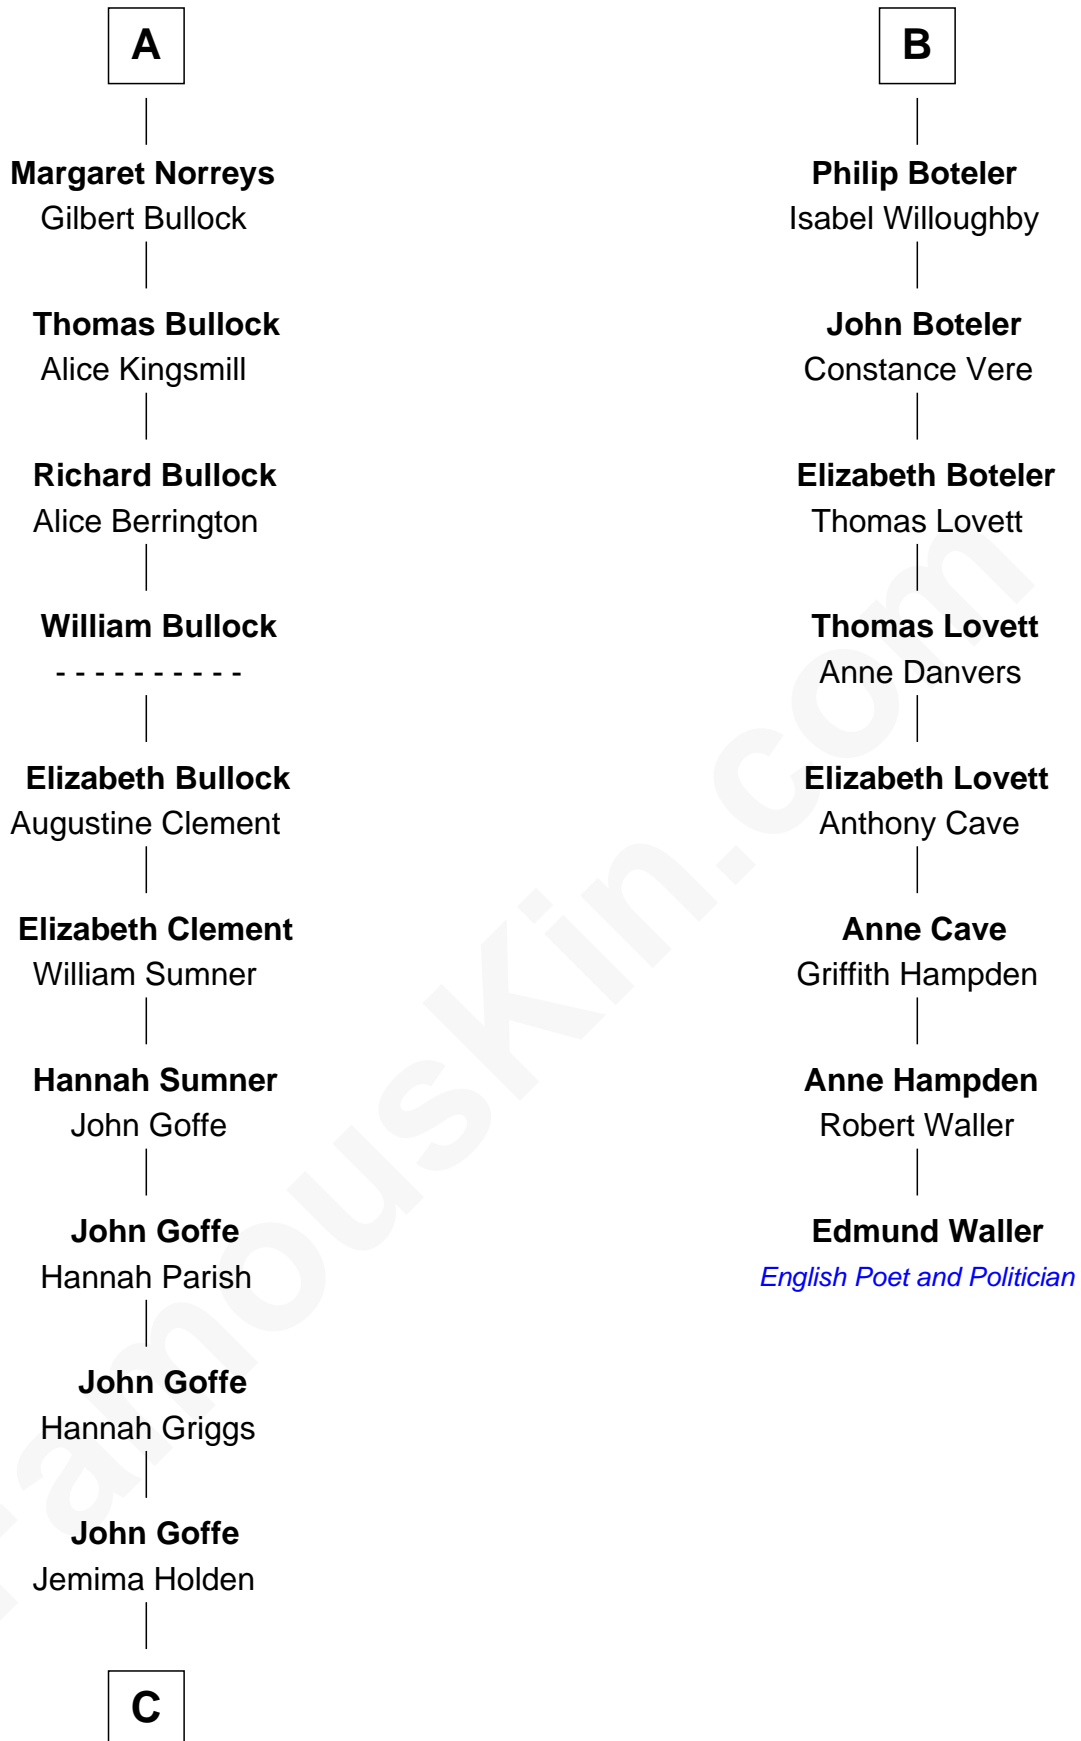 A
Margaret Norreys
Gilbert Bullock
Thomas Bullock
Alice Kingsmill
Richard Bullock
Alice Berrington
William Bullock
- - - - - - - - - -
Elizabeth Bullock
Augustine Clement
Elizabeth Clement
William Sumner
Hannah Sumner
John Goffe
John Goffe
Hannah Parish
John Goffe
Hannah Griggs
John Goffe
Jemima Holden
C
B
Philip Boteler
Isabel Willoughby
John Boteler
Constance Vere
Elizabeth Boteler
Thomas Lovett
Thomas Lovett
Anne Danvers
Elizabeth Lovett
Anthony Cave
Anne Cave
Griffith Hampden
Anne Hampden
Robert Waller
Edmund Waller
English Poet and Politician
FamousKin.com